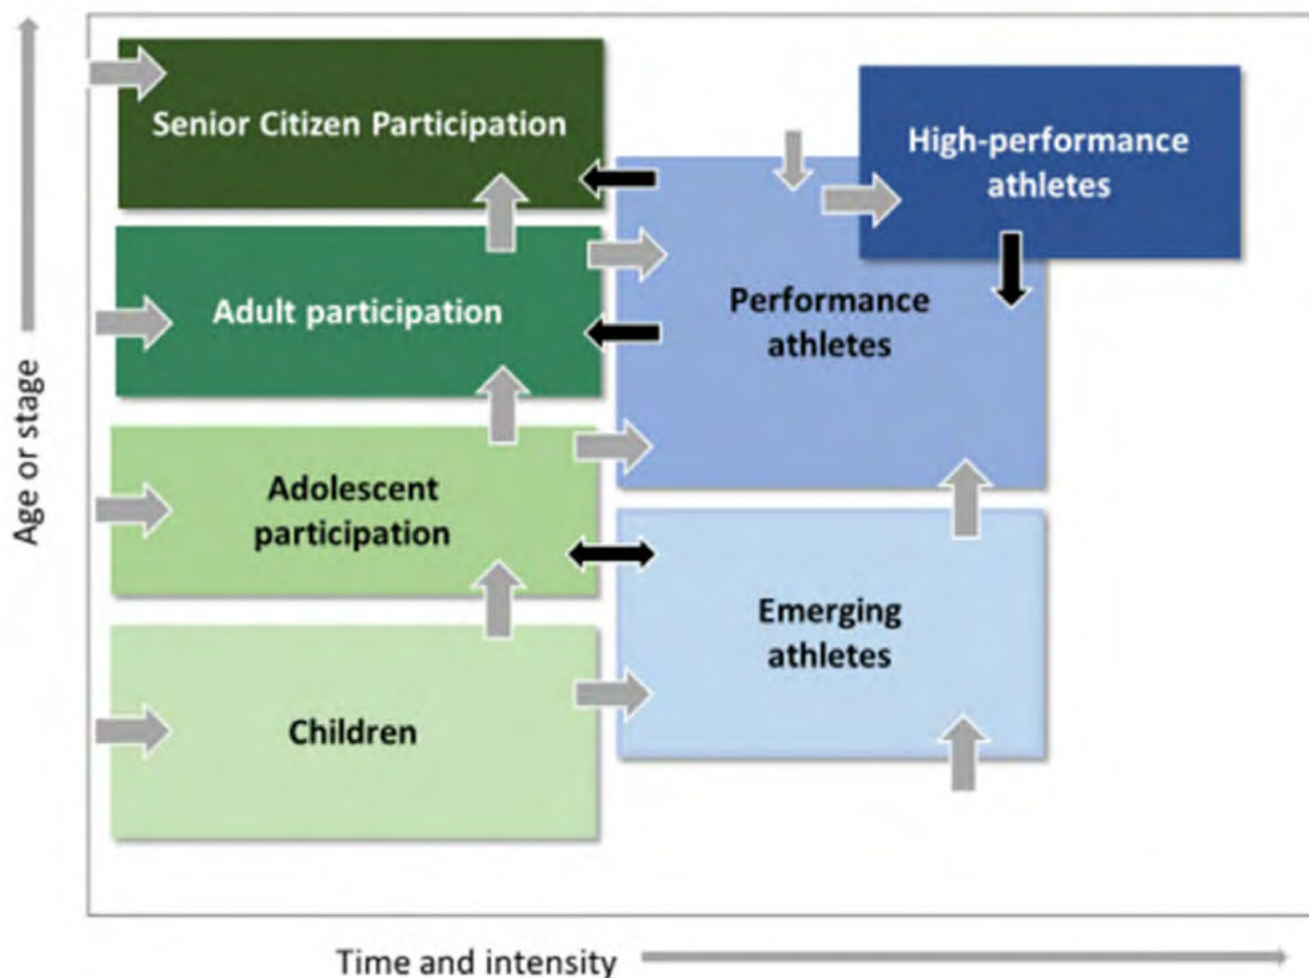 Senior Citizen Participation
High-performance
athletes
Adult participation
Performance
athletes
Adolescent
participation
Emerging
athletes
Children
Age or stage
Time and intensity